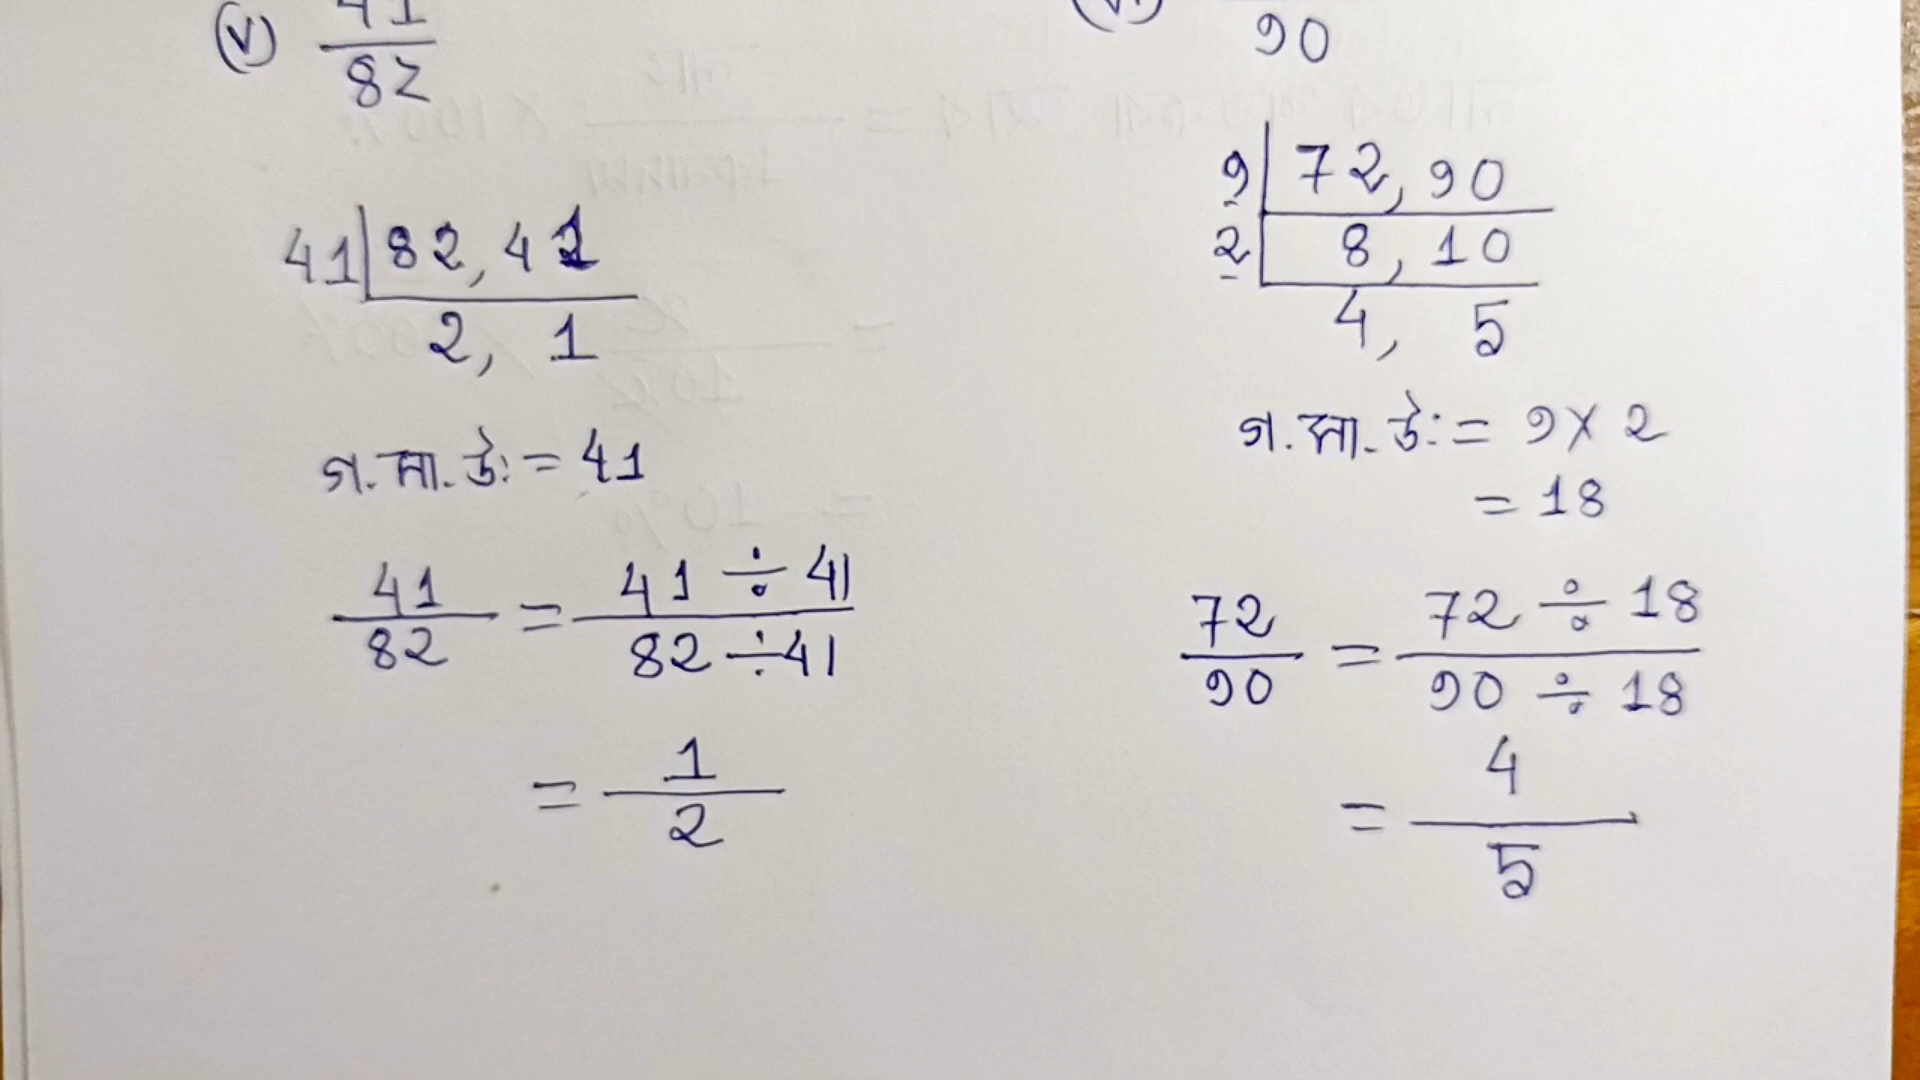 (v) 41/82
41 | 82, 41
2, 1
গ.সা.উ: = 41
41/82 = 41 ÷ 41 / 82 ÷ 41
= 1/2
90
9 | 72, 90
2 | 8, 10
4, 5
গ.সা.উ: = 9 × 2
= 18
72/90 = 72 ÷ 18 / 90 ÷ 18
= 4/5